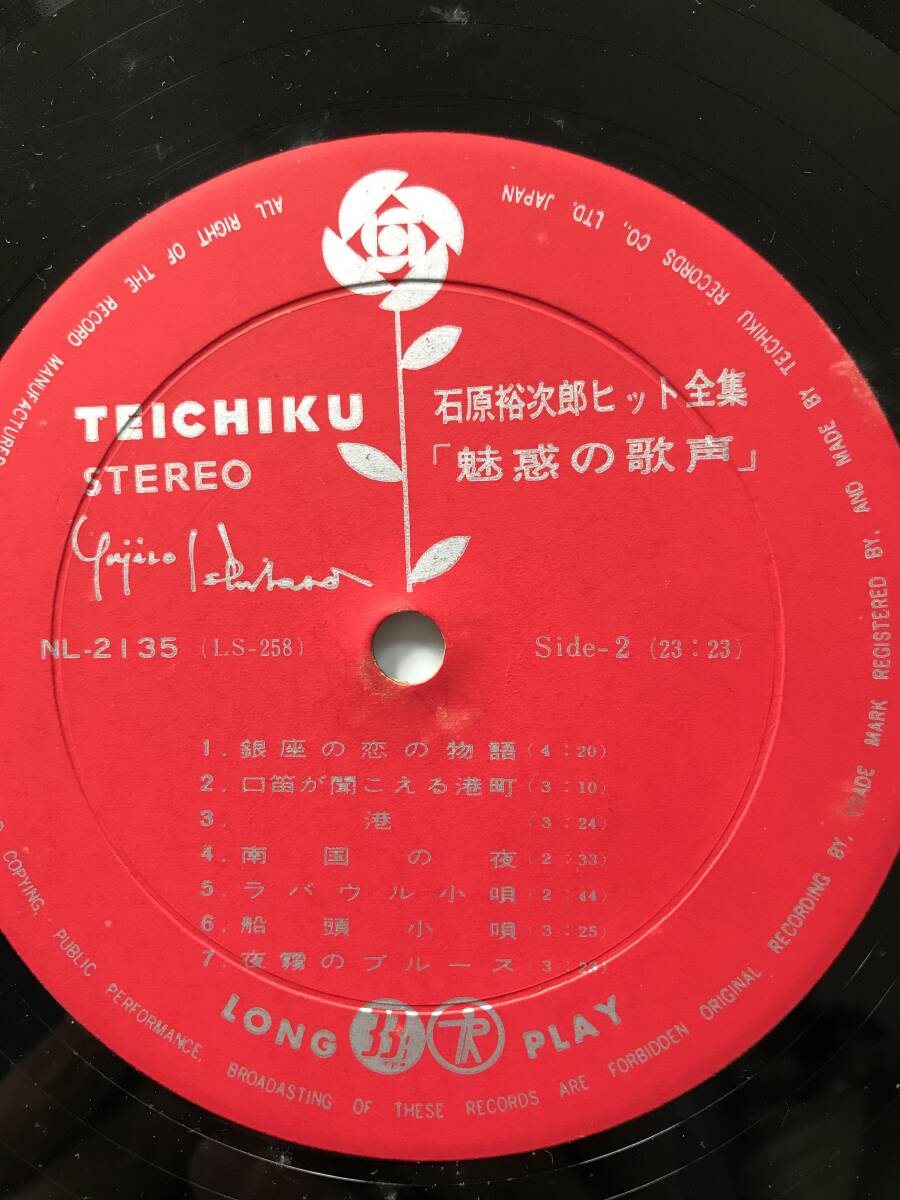 TEICHIKU
STEREO
石原裕次郎ヒット全集
「魅惑の歌声」
Yujiro Ishihara
NL-2135 (LS-258)
Side-2 (23:23)
1. 銀座の恋の物語 (4:20)
2. 口笛が聞こえる港町 (3:10)
3. 港 (3:24)
4. 南国の夜 (2:33)
5. ラバウル小唄 (2:44)
6. 船頭小唄 (3:25)
7. 夜霧のブルース
LONG 33⅓ PLAY
ALL RIGHT OF THE RECORD MANUFACTURER
COPYING, PUBLIC PERFORMANCE, BROADASTING OF THESE RECORDS ARE FORBIDDEN ORIGINAL RECORDING BY, TRADE MARK REGISTERED BY, AND MADE BY TEICHIKU RECORDS CO., LTD. JAPAN